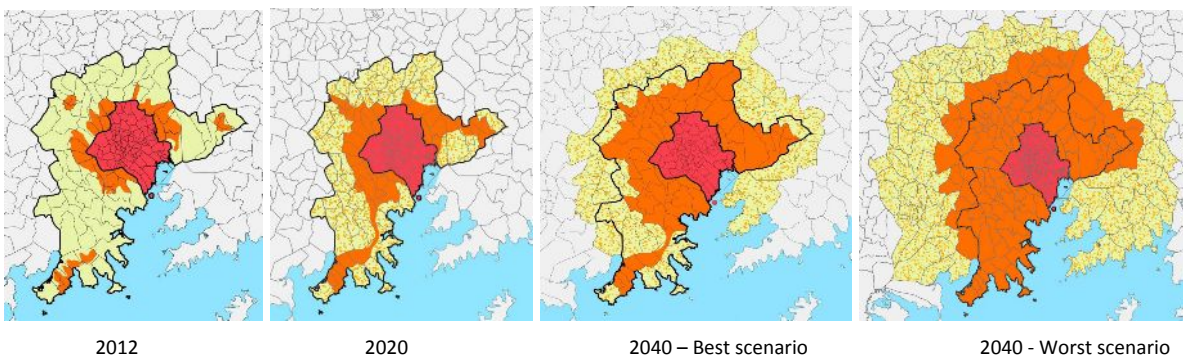 2012
2020
2040 – Best scenario
2040 - Worst scenario